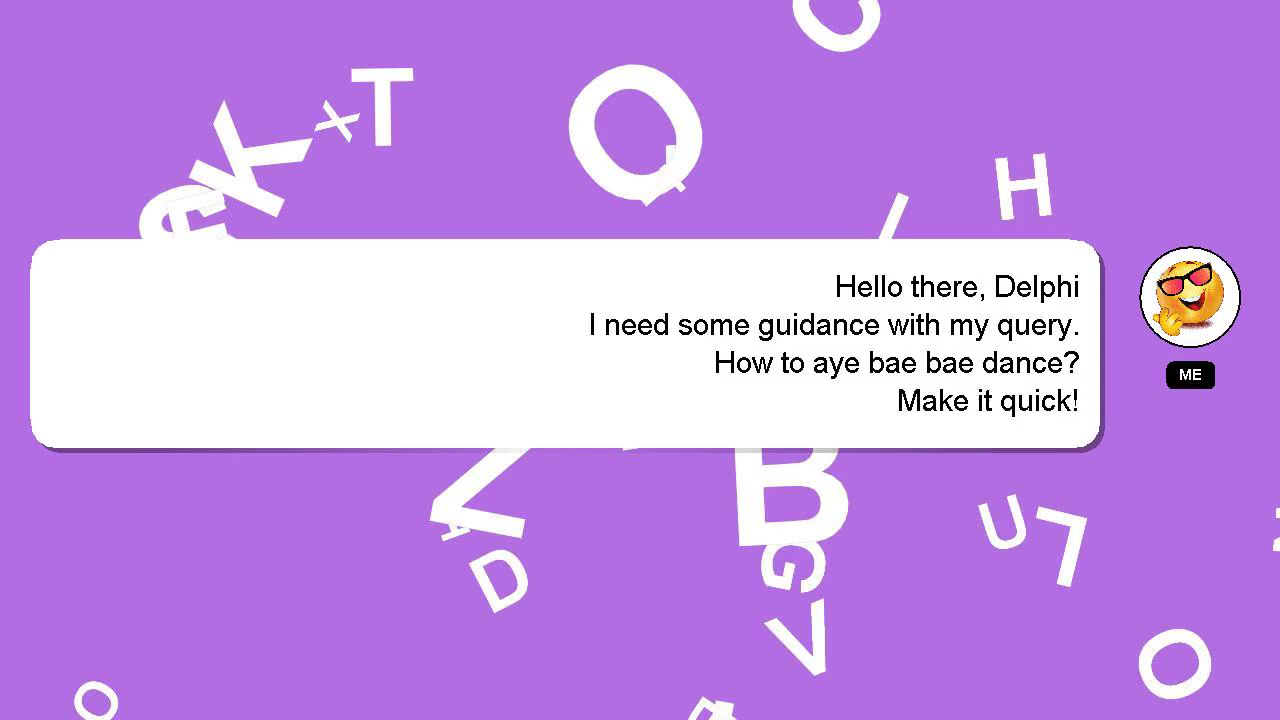 Hello there, Delphi
I need some guidance with my query.
How to aye bae bae dance?
Make it quick!
ME